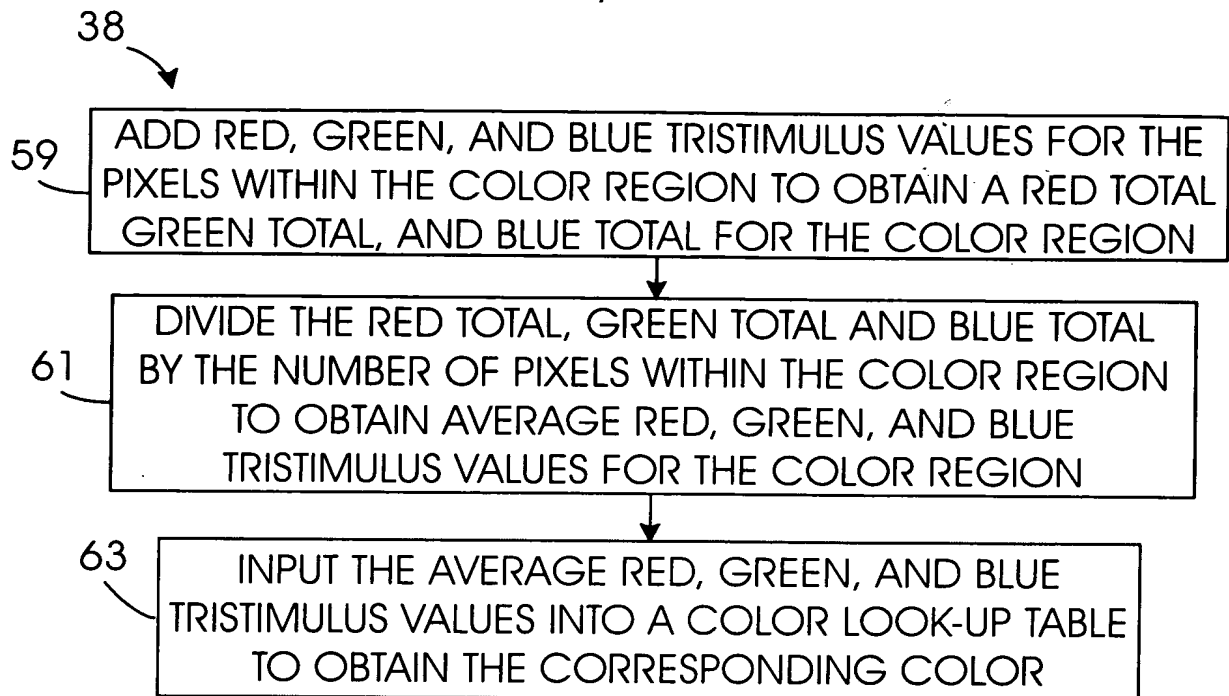 38
59
ADD RED, GREEN, AND BLUE TRISTIMULUS VALUES FOR THE
PIXELS WITHIN THE COLOR REGION TO OBTAIN A RED TOTAL
GREEN TOTAL, AND BLUE TOTAL FOR THE COLOR REGION
61
DIVIDE THE RED TOTAL, GREEN TOTAL AND BLUE TOTAL
BY THE NUMBER OF PIXELS WITHIN THE COLOR REGION
TO OBTAIN AVERAGE RED, GREEN, AND BLUE
TRISTIMULUS VALUES FOR THE COLOR REGION
63
INPUT THE AVERAGE RED, GREEN, AND BLUE
TRISTIMULUS VALUES INTO A COLOR LOOK-UP TABLE
TO OBTAIN THE CORRESPONDING COLOR